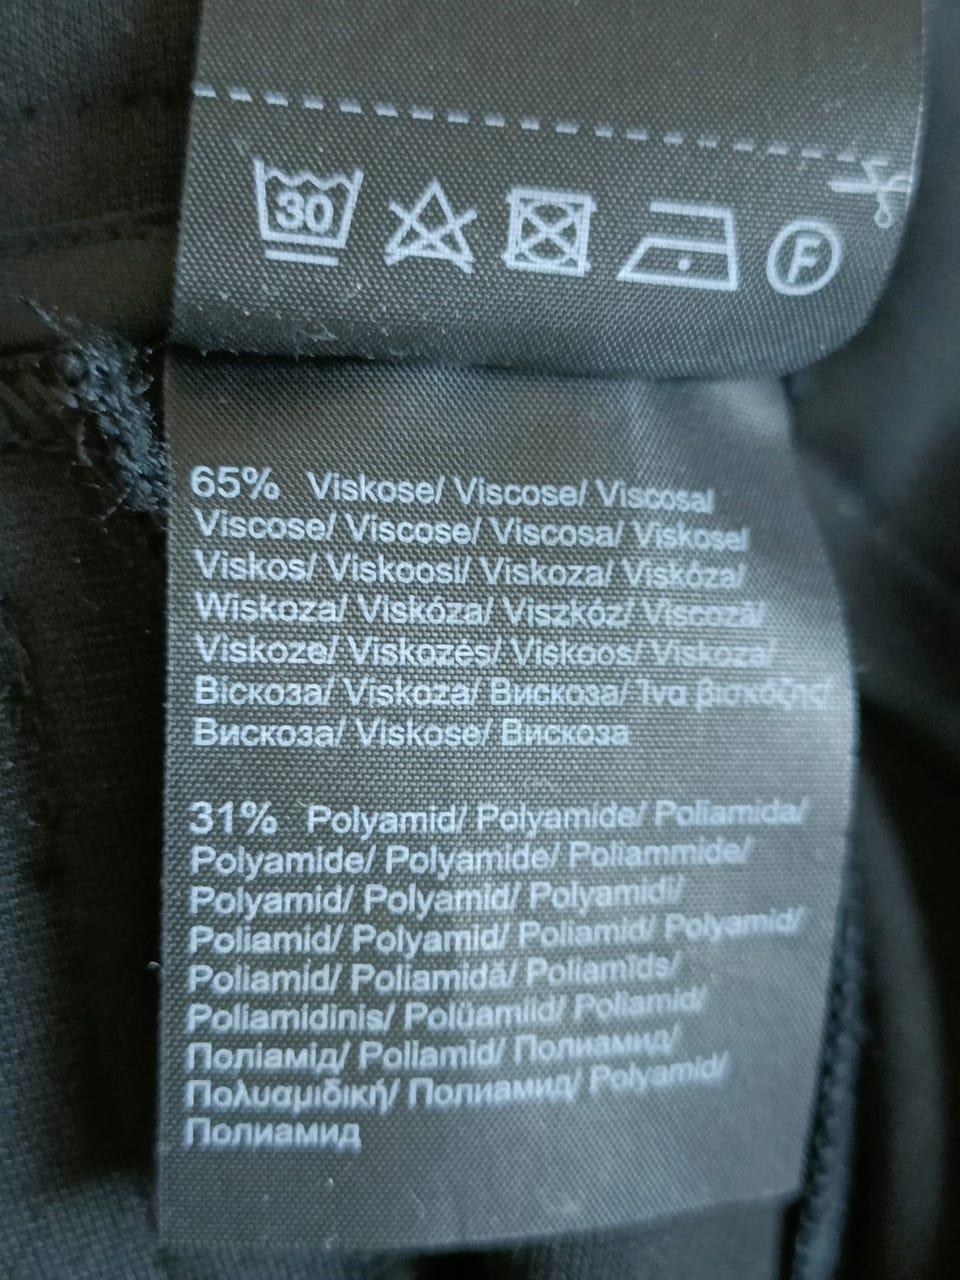 30
F
65% Viskose/ Viscose/ Viscosa/
Viscose/ Viscose/ Viscosa/ Viskose/
Viskos/ Viskoosi/ Viskoza/ Viskóza/
Wiskoza/ Viskóza/ Viszkóz/ Viscoză/
Viskoze/ Viskozės/ Viskoos/ Viskoza/
Віскоза/ Viskoza/ Вискоза/ Ίνα βισκόζης/
Вискоза/ Viskose/ Вискоза
31% Polyamid/ Polyamide/ Poliamida/
Polyamide/ Polyamide/ Poliammide/
Polyamid/ Polyamid/ Polyamidi/
Poliamid/ Polyamid/ Poliamid/ Polyamid/
Poliamid/ Poliamidă/ Poliamīds/
Poliamidinis/ Polüamiid/ Poliamid/
Поліамід/ Poliamid/ Полиамид/
Πολυαμιδική/ Полиамид/ Polyamid/
Полиамид